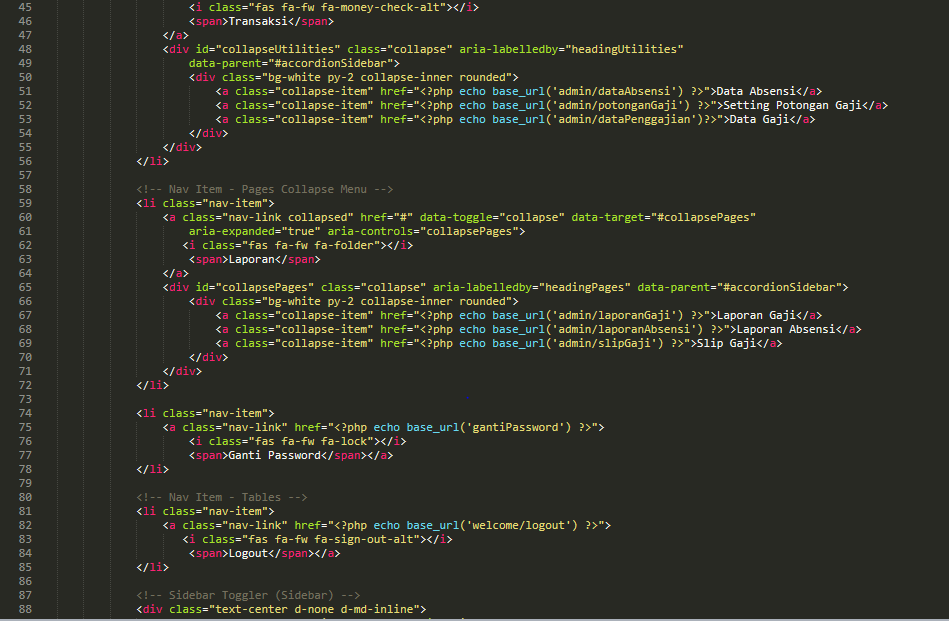 45 <i class="fas fa-fw fa-money-check-alt"></i>
46 <span>Transaksi</span>
47 </a>
48 <div id="collapseUtilities" class="collapse" aria-labelledby="headingUtilities"
49 data-parent="#accordionSidebar">
50 <div class="bg-white py-2 collapse-inner rounded">
51 <a class="collapse-item" href="<?php echo base_url('admin/dataAbsensi') ?>">Data Absensi</a>
52 <a class="collapse-item" href="<?php echo base_url('admin/potonganGaji') ?>">Setting Potongan Gaji</a>
53 <a class="collapse-item" href="<?php echo base_url('admin/dataPenggajian')?>">Data Gaji</a>
54 </div>
55 </div>
56 </li>
57
58 <!-- Nav Item - Pages Collapse Menu -->
59 <li class="nav-item">
60 <a class="nav-link collapsed" href="#" data-toggle="collapse" data-target="#collapsePages"
61 aria-expanded="true" aria-controls="collapsePages">
62 <i class="fas fa-fw fa-folder"></i>
63 <span>Laporan</span>
64 </a>
65 <div id="collapsePages" class="collapse" aria-labelledby="headingPages" data-parent="#accordionSidebar">
66 <div class="bg-white py-2 collapse-inner rounded">
67 <a class="collapse-item" href="<?php echo base_url('admin/laporanGaji') ?>">Laporan Gaji</a>
68 <a class="collapse-item" href="<?php echo base_url('admin/laporanAbsensi') ?>">Laporan Absensi</a>
69 <a class="collapse-item" href="<?php echo base_url('admin/slipGaji') ?>">Slip Gaji</a>
70 </div>
71 </div>
72 </li>
73
74 <li class="nav-item">
75 <a class="nav-link" href="<?php echo base_url('gantiPassword') ?>">
76 <i class="fas fa-fw fa-lock"></i>
77 <span>Ganti Password</span></a>
78 </li>
79
80 <!-- Nav Item - Tables -->
81 <li class="nav-item">
82 <a class="nav-link" href="<?php echo base_url('welcome/logout') ?>">
83 <i class="fas fa-fw fa-sign-out-alt"></i>
84 <span>Logout</span></a>
85 </li>
86
87 <!-- Sidebar Toggler (Sidebar) -->
88 <div class="text-center d-none d-md-inline">